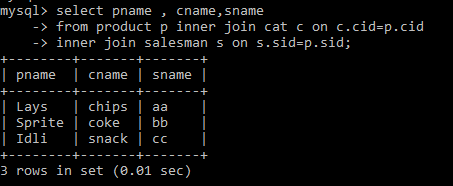 mysql> select pname , cname,sname
    -> from product p inner join cat c on c.cid=p.cid
    -> inner join salesman s on s.sid=p.sid;
+--------+-------+-------+
| pname  | cname | sname |
+--------+-------+-------+
| Lays   | chips | aa    |
| Sprite | coke  | bb    |
| Idli   | snack | cc    |
+--------+-------+-------+
3 rows in set (0.01 sec)